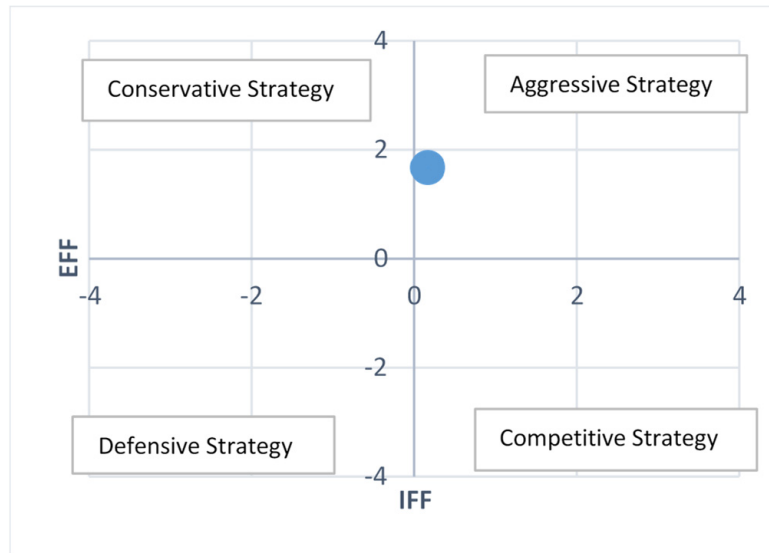 4
Conservative Strategy
Aggressive Strategy
2
EFF
0
-4
-2
0
2
4
-2
Defensive Strategy
Competitive Strategy
-4
IFF